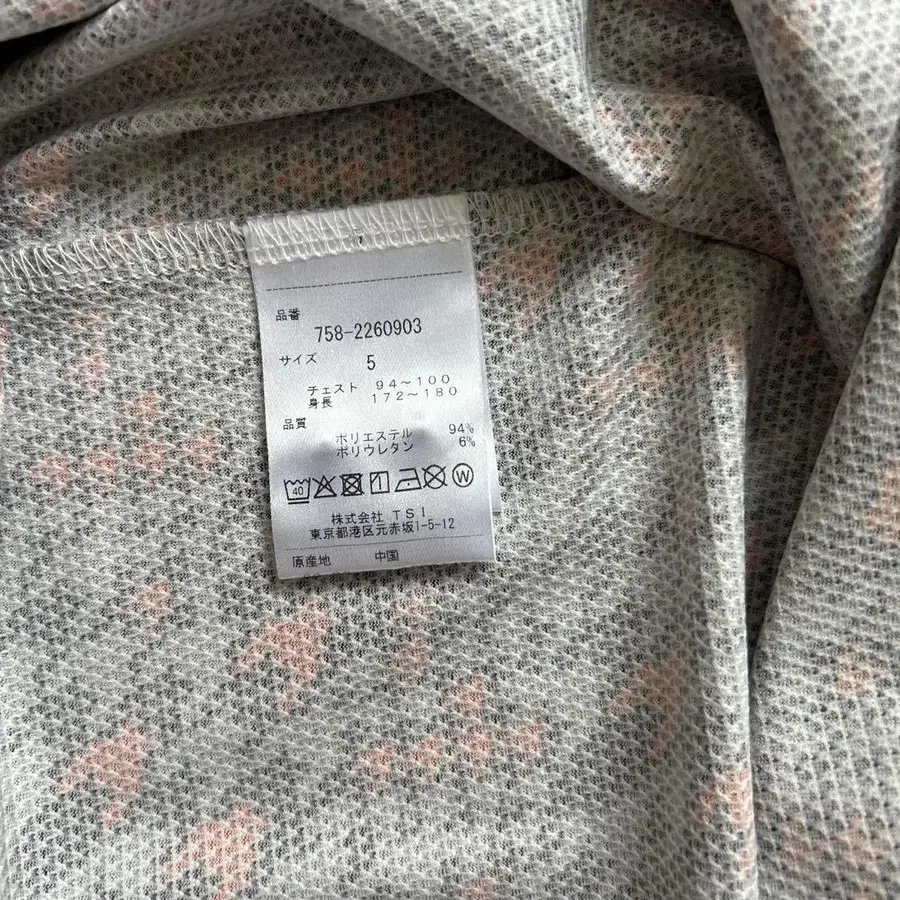 品番
758-2260903
サイズ 5
チェスト 94~100
身長 172~180
品質
ポリエステル 94%
ポリウレタン 6%
40 W
株式会社 TSI
東京都港区元赤坂1-5-12
原産地 中国